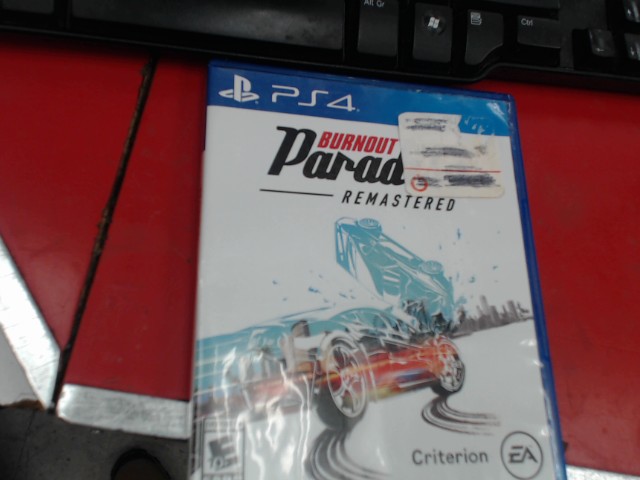 Alt Gr
Ctrl
PS4
BURNOUT
Parad
REMASTERED
E
Criterion
EA